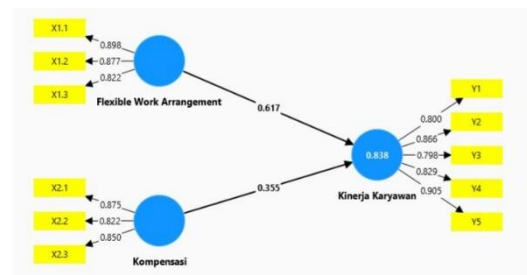 X1.1
0.898
X1.2
0.877
X1.3
0.822
Flexible Work Arrangement
0.617
X2.1
0.875
X2.2
0.822
X2.3
0.850
Kompensasi
0.355
0.838
Kinerja Karyawan
Y1
0.800
Y2
0.866
Y3
0.798
Y4
0.829
Y5
0.905